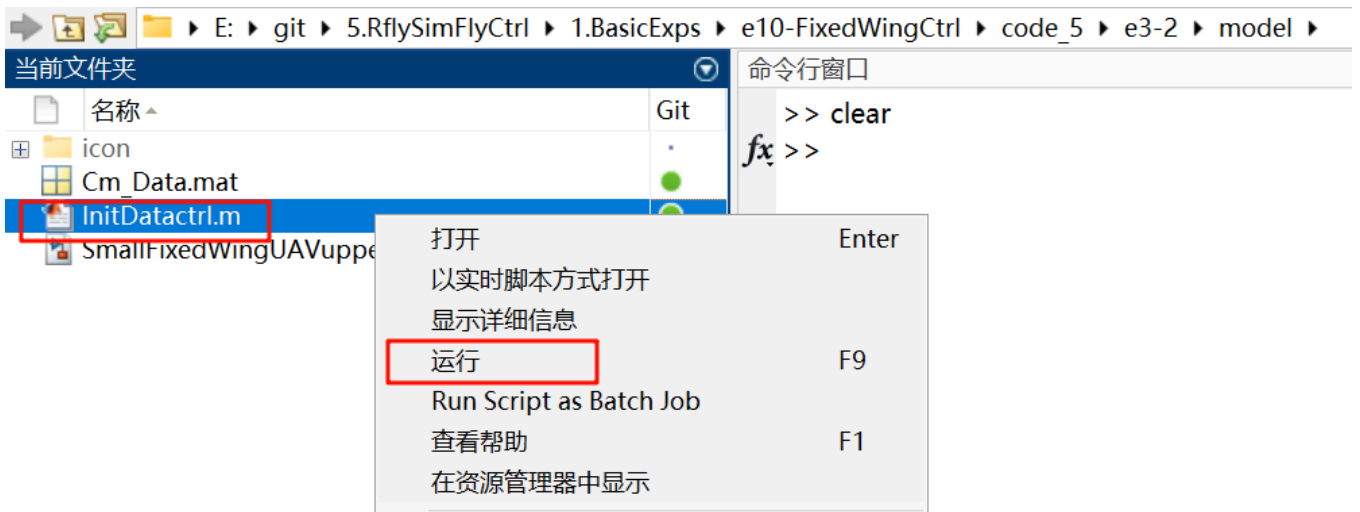 E: ▸ git ▸ 5.RflySimFlyCtrl ▸ 1.BasicExps ▸ e10-FixedWingCtrl ▸ code_5 ▸ e3-2 ▸ model ▸
当前文件夹
命令行窗口
名称 Git
>> clear
fx >>
icon
Cm_Data.mat
InitDatactrl.m
SmallFixedWingUAVuppe
打开 Enter
以实时脚本方式打开
显示详细信息
运行 F9
Run Script as Batch Job
查看帮助 F1
在资源管理器中显示